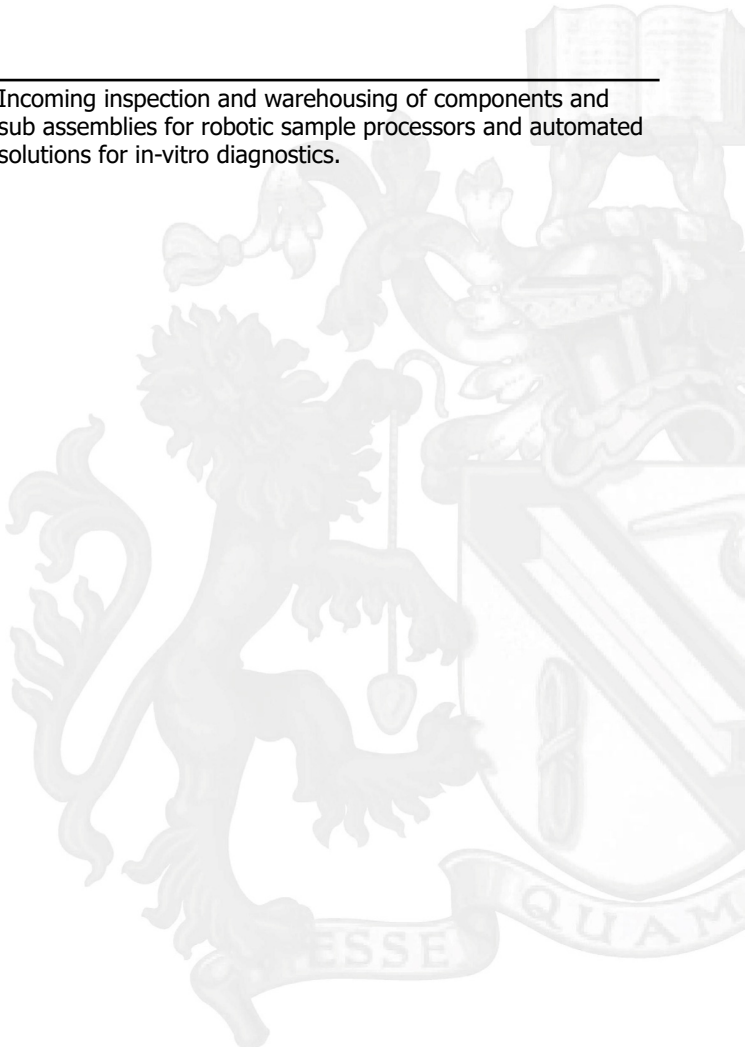 Incoming inspection and warehousing of components and
sub assemblies for robotic sample processors and automated
solutions for in-vitro diagnostics.
ESSE
QUAM